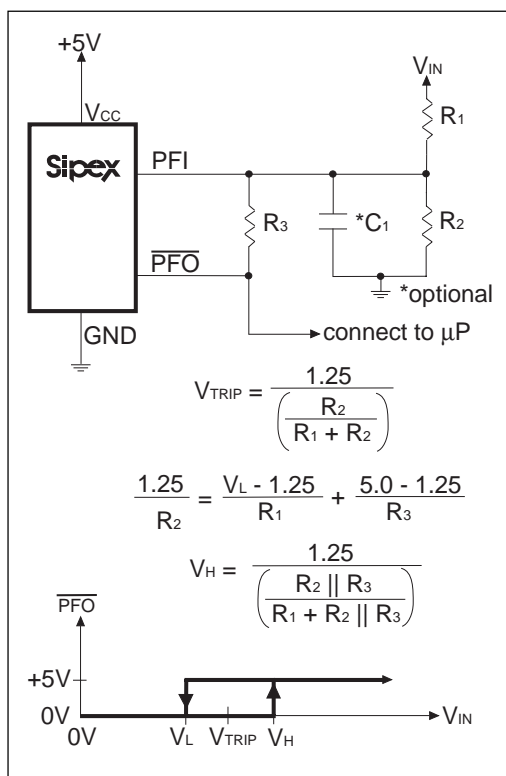 +5V
VIN
VCC
R1
Sipex
PFI
R3
*C1
R2
PFO
*optional
GND
connect to µP
VTRIP = 1.25 / (R2 / (R1 + R2))
1.25 / R2 = (VL - 1.25) / R1 + (5.0 - 1.25) / R3
VH = 1.25 / (R2 || R3 / (R1 + R2 || R3))
PFO
+5V
0V
VIN
0V
VL
VTRIP
VH